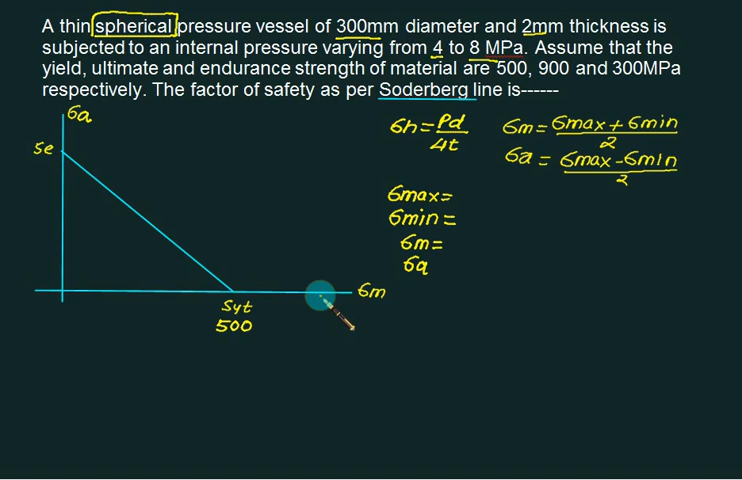 A thin spherical pressure vessel of 300mm diameter and 2mm thickness is
subjected to an internal pressure varying from 4 to 8 MPa. Assume that the
yield, ultimate and endurance strength of material are 500, 900 and 300MPa
respectively. The factor of safety as per Soderberg line is------
σa
σh = Pd/4t
σm = σmax + σmin/2
Se
σa = σmax - σmin/2
σmax =
σmin =
σm =
σa
σm
Syt
500